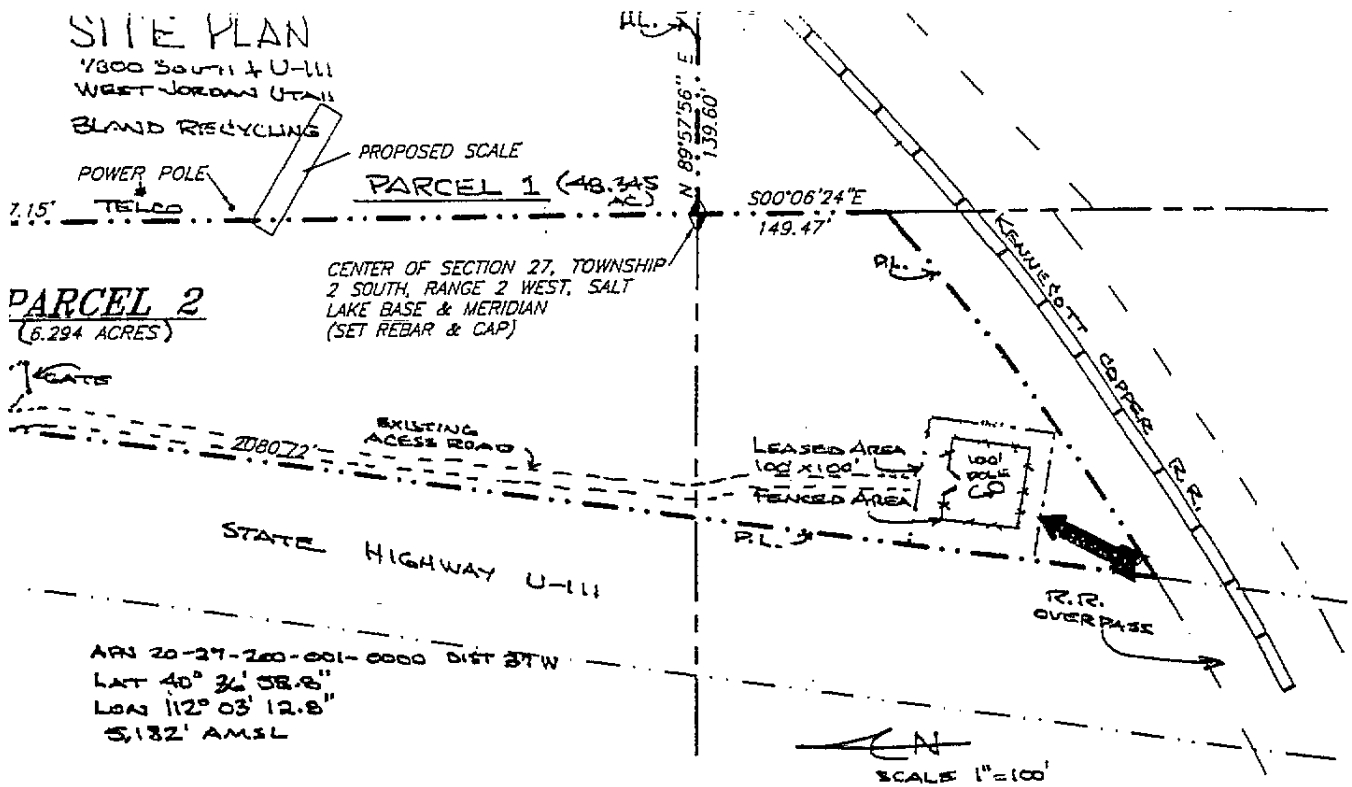 SITE PLAN
7800 SOUTH & U-111
WEST JORDAN UTAH
BLAND RECYCLING
POWER POLE
TELCO
PROPOSED SCALE
PARCEL 1 (48.345 AC)
7.15'
N 89°57'56" E
139.60'
S00°06'24"E
149.47'
CENTER OF SECTION 27, TOWNSHIP
2 SOUTH, RANGE 2 WEST, SALT
LAKE BASE & MERIDIAN
(SET REBAR & CAP)
PARCEL 2
(6.294 ACRES)
GATE
P.L.
KENNECOTT COPPER R.R.
EXISTING
ACESS ROAD
2080.72'
LEASED AREA
100' X 100'
FENCED AREA
100'
POLE
P.L.
STATE HIGHWAY U-111
R.R.
OVERPASS
APN 20-27-200-001-0000 DIST 37W
LAT 40° 36' 58.8"
LON 112° 03' 12.8"
5,182' AMSL
N
SCALE 1"=100'